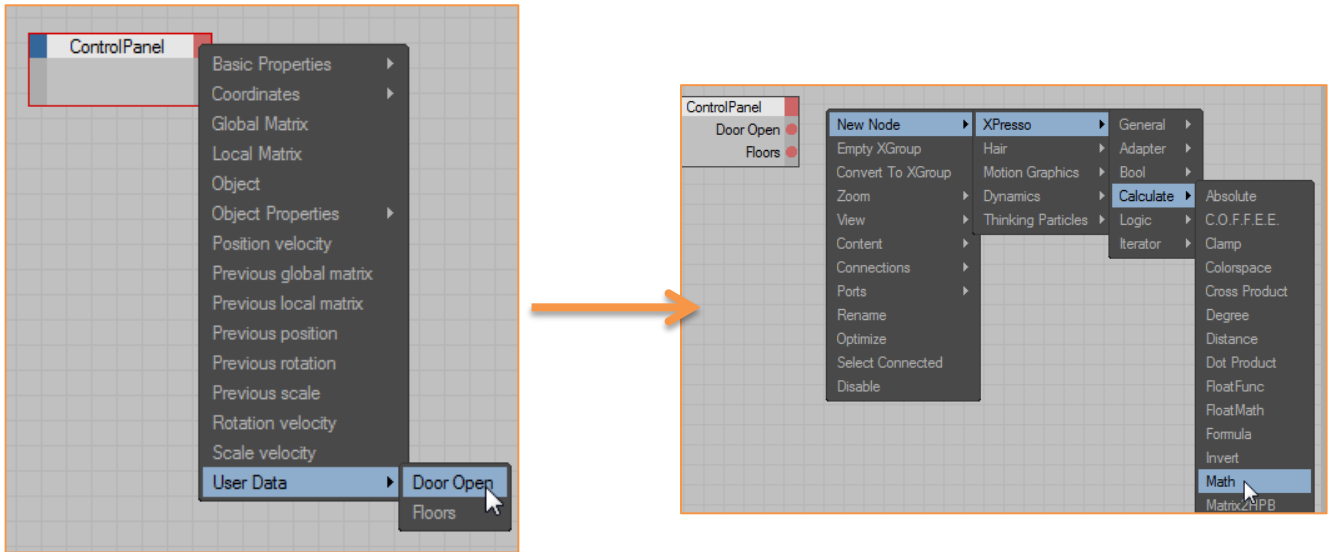 ControlPanel
Basic Properties
Coordinates
Global Matrix
Local Matrix
Object
Object Properties
Position velocity
Previous global matrix
Previous local matrix
Previous position
Previous rotation
Previous scale
Rotation velocity
Scale velocity
User Data
Door Open
Floors
ControlPanel
Door Open
Floors
New Node
Empty XGroup
Convert To XGroup
Zoom
View
Content
Connections
Ports
Rename
Optimize
Select Connected
Disable
XPresso
Hair
Motion Graphics
Dynamics
Thinking Particles
General
Adapter
Bool
Calculate
Logic
Iterator
Absolute
C.O.F.F.E.E.
Clamp
Colorspace
Cross Product
Degree
Distance
Dot Product
FloatFunc
FloatMath
Formula
Invert
Math
Matrix2HPB